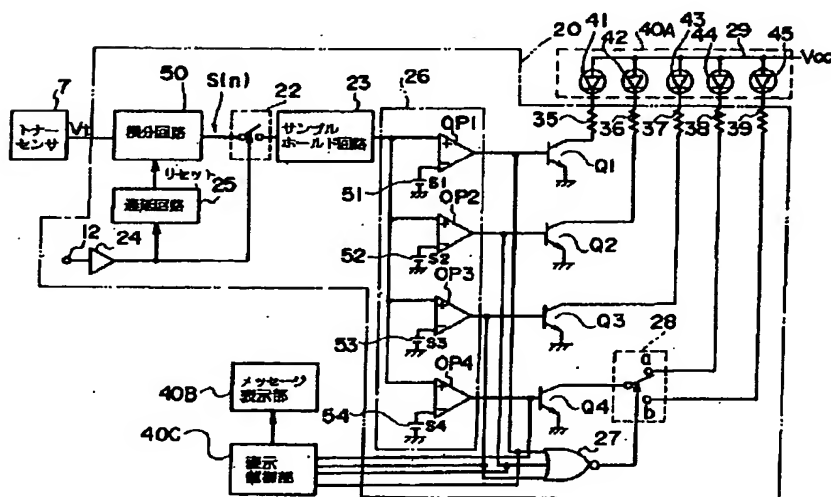 20
41
42
40A
43
44
29
45
Vcc
7
50
S(n)
22
23
26
トナー
センサ
Vt
積分回路
サンプル
ホールド回路
OP1
35
36
37
38
39
リセット
25
遅延回路
12
24
51
S1
Q1
OP2
52
S2
Q2
OP3
53
S3
Q3
28
a
b
OP4
54
S4
Q4
27
40B
メッセージ
表示部
40C
表示
制御部